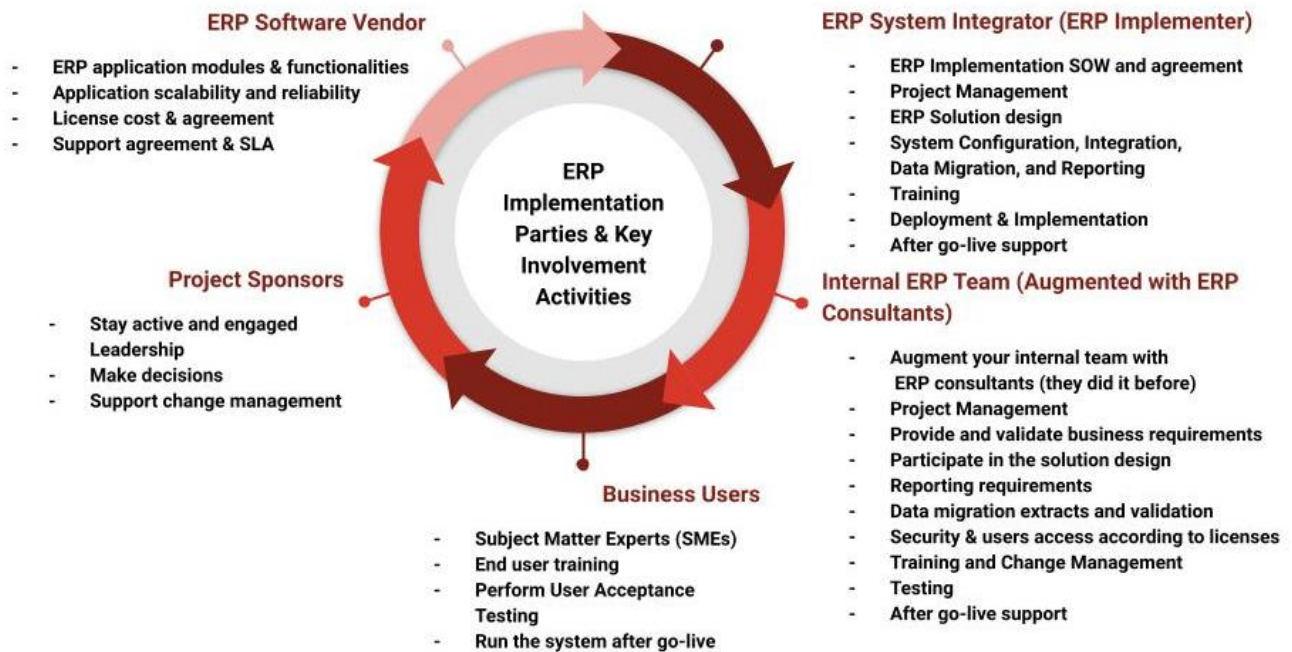 ERP Software Vendor
- ERP application modules & functionalities
- Application scalability and reliability
- License cost & agreement
- Support agreement & SLA
ERP System Integrator (ERP Implementer)
- ERP Implementation SOW and agreement
- Project Management
- ERP Solution design
- System Configuration, Integration,
Data Migration, and Reporting
- Training
- Deployment & Implementation
- After go-live support
ERP
Implementation
Parties & Key
Involvement
Activities
Project Sponsors
- Stay active and engaged
Leadership
- Make decisions
- Support change management
Internal ERP Team (Augmented with ERP
Consultants)
- Augment your internal team with
ERP consultants (they did it before)
- Project Management
- Provide and validate business requirements
- Participate in the solution design
- Reporting requirements
- Data migration extracts and validation
- Security & users access according to licenses
- Training and Change Management
- Testing
- After go-live support
Business Users
- Subject Matter Experts (SMEs)
- End user training
- Perform User Acceptance
Testing
- Run the system after go-live